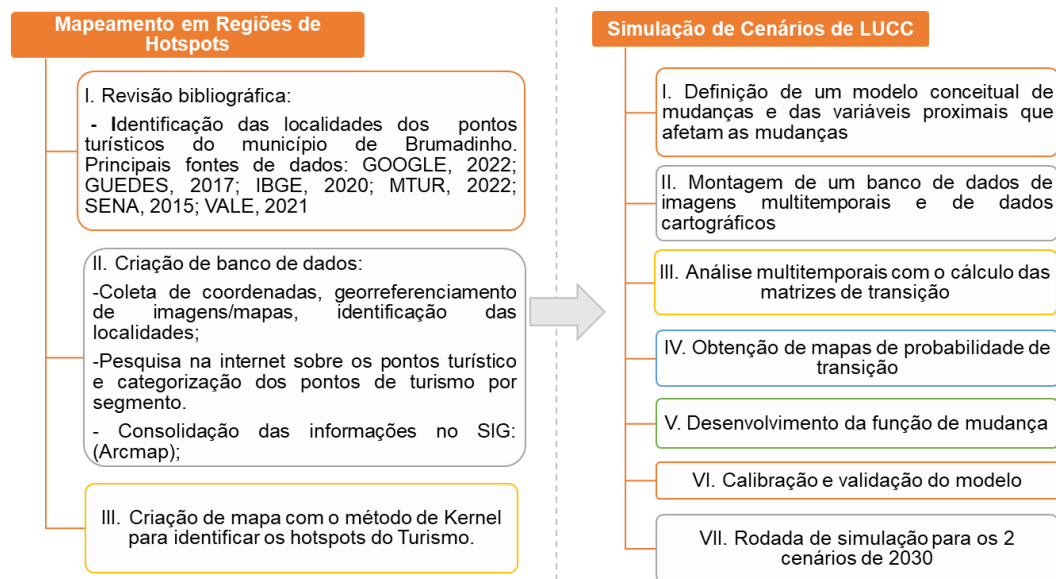 Mapeamento em Regiões de
Hotspots
I. Revisão bibliográfica:
- Identificação das localidades dos pontos
turísticos do município de Brumadinho.
Principais fontes de dados: GOOGLE, 2022;
GUEDES, 2017; IBGE, 2020; MTUR, 2022;
SENA, 2015; VALE, 2021
II. Criação de banco de dados:
-Coleta de coordenadas, georreferenciamento
de imagens/mapas, identificação das
localidades;
-Pesquisa na internet sobre os pontos turístico
e categorização dos pontos de turismo por
segmento.
- Consolidação das informações no SIG:
(Arcmap);
III. Criação de mapa com o método de Kernel
para identificar os hotspots do Turismo.
Simulação de Cenários de LUCC
I. Definição de um modelo conceitual de
mudanças e das variáveis proximais que
afetam as mudanças
II. Montagem de um banco de dados de
imagens multitemporais e de dados
cartográficos
III. Análise multitemporais com o cálculo das
matrizes de transição
IV. Obtenção de mapas de probabilidade de
transição
V. Desenvolvimento da função de mudança
VI. Calibração e validação do modelo
VII. Rodada de simulação para os 2
cenários de 2030